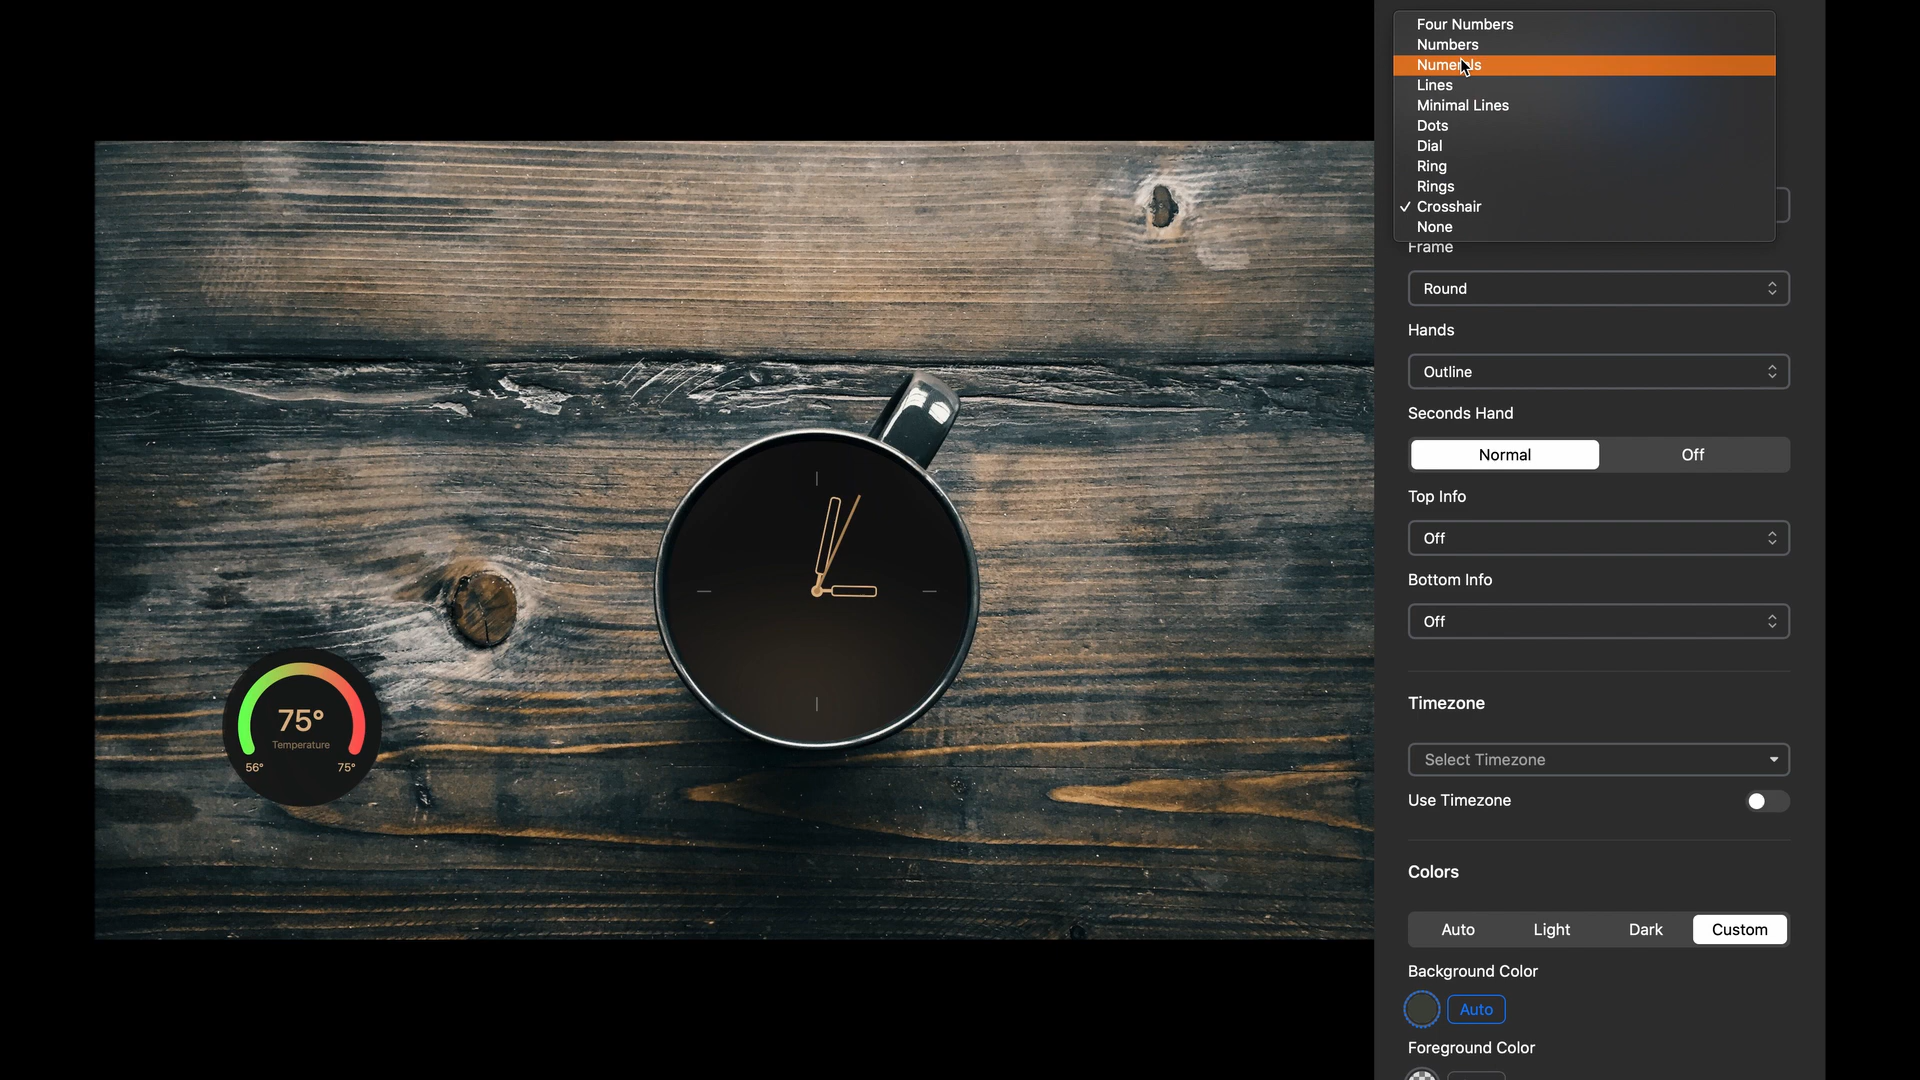 Four Numbers
Numbers
Numerals
Lines
Minimal Lines
Dots
Dial
Ring
Rings
✓ Crosshair
None
Frame
Round
Hands
Outline
Seconds Hand
Normal Off
Top Info
Off
Bottom Info
Off
Timezone
Select Timezone
Use Timezone
Colors
Auto Light Dark Custom
Background Color
Auto
Foreground Color
75°
Temperature
56° 75°